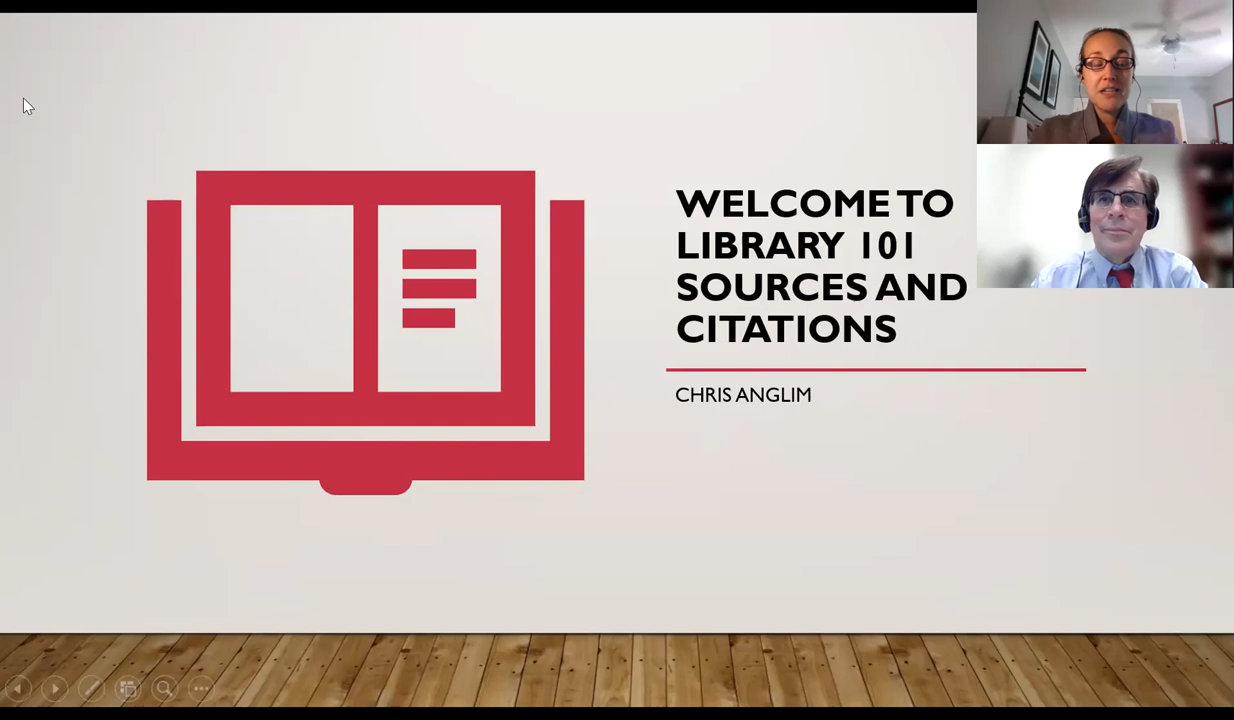 WELCOME TO
LIBRARY 101
SOURCES AND
CITATIONS
CHRIS ANGLIM